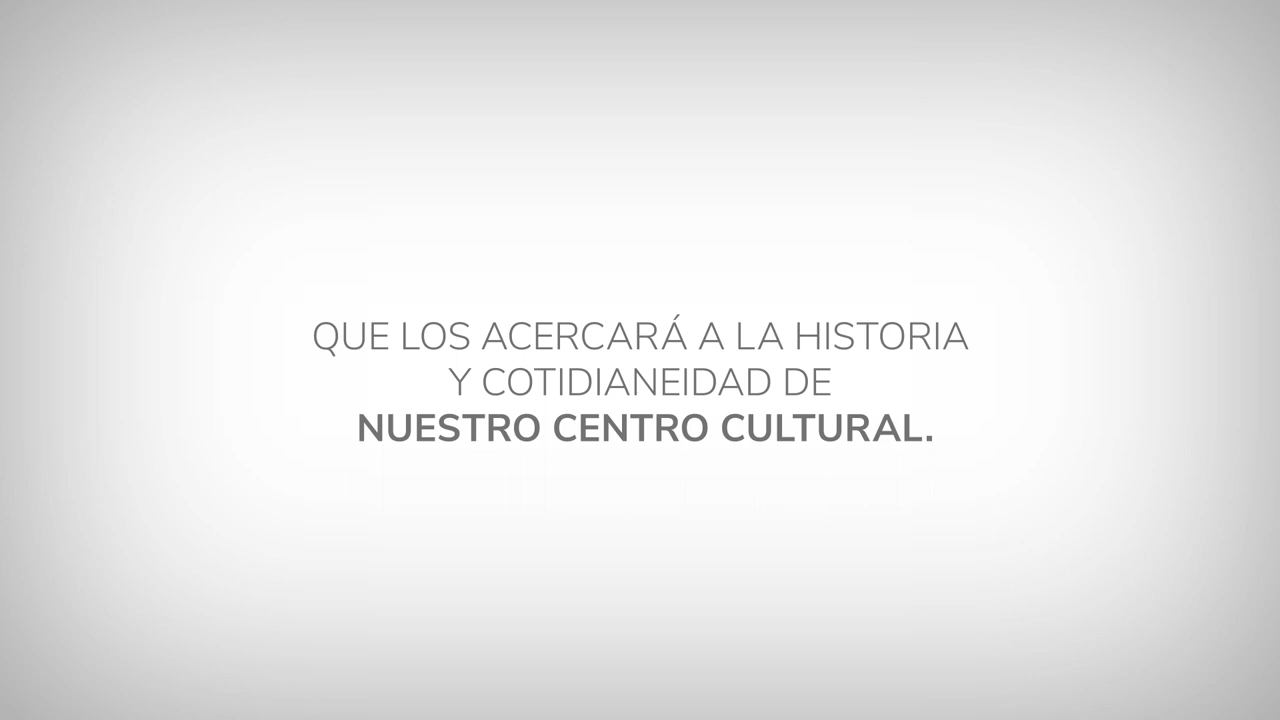 QUE LOS ACERCARÁ A LA HISTORIA
Y COTIDIANEIDAD DE
NUESTRO CENTRO CULTURAL.